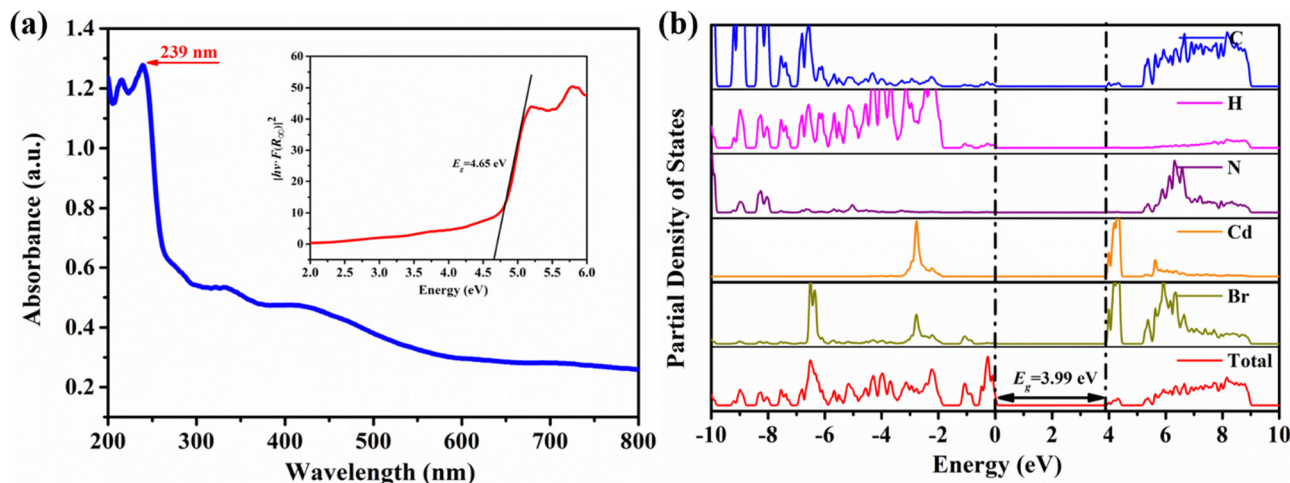 (a)
1.4
1.2
1.0
0.8
0.6
0.4
0.2
Absorbance (a.u.)
239 nm
60
50
40
30
20
10
0
|hν·F(R∞)|²
Eg=4.65 eV
2.0 2.5 3.0 3.5 4.0 4.5 5.0 5.5 6.0
Energy (eV)
200 300 400 500 600 700 800
Wavelength (nm)
(b)
Partial Density of States
C
H
N
Cd
Br
Total
Eg=3.99 eV
-10 -8 -6 -4 -2 0 2 4 6 8 10
Energy (eV)